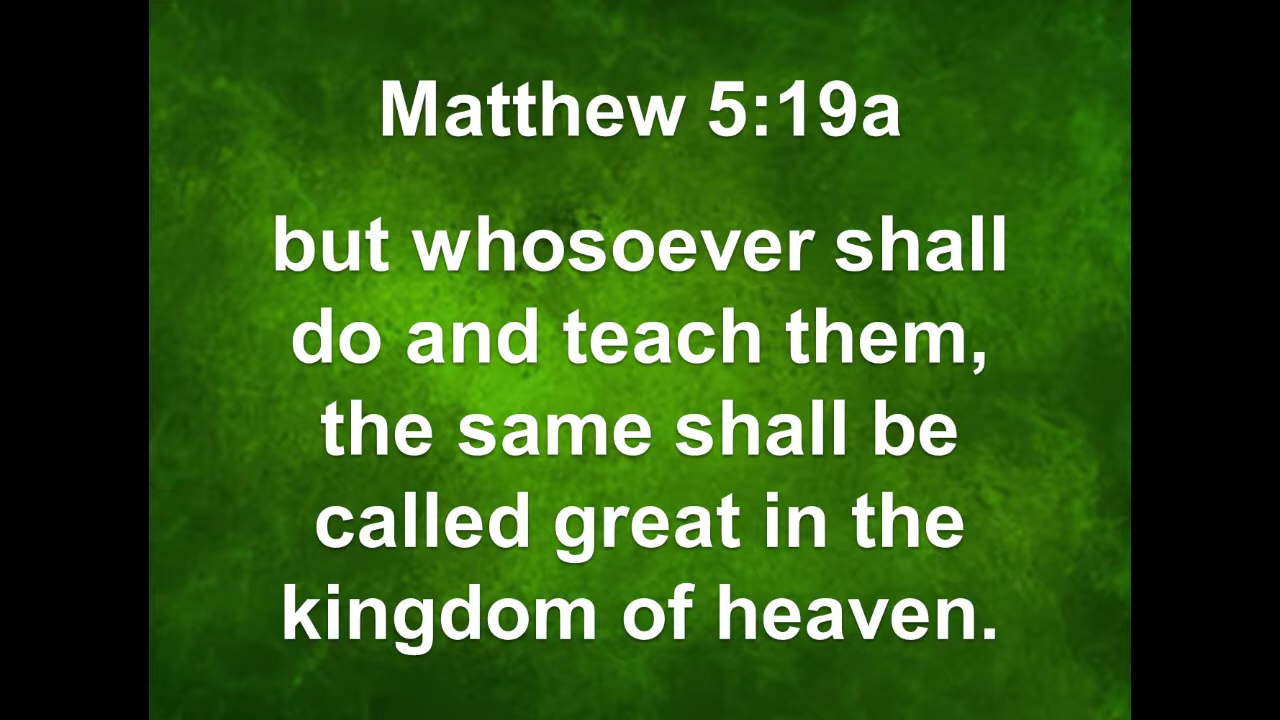 Matthew 5:19a
but whosoever shall
do and teach them,
the same shall be
called great in the
kingdom of heaven.